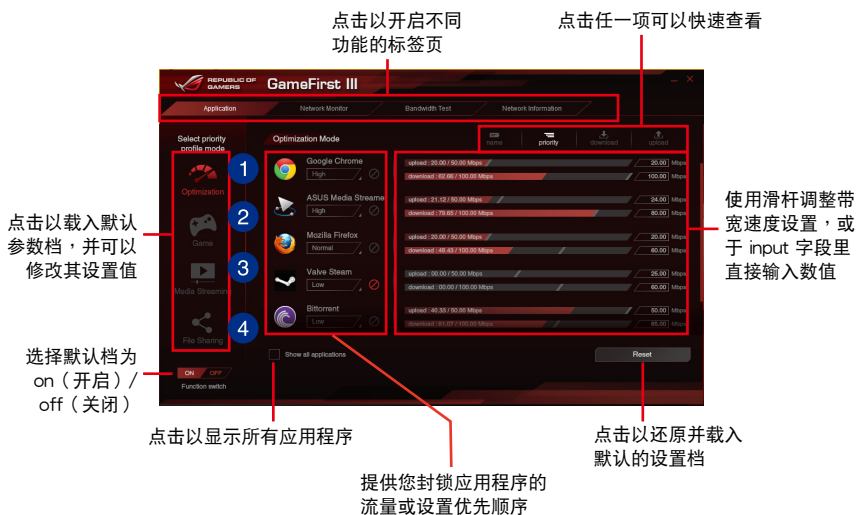 点击以开启不同
功能的标签页
点击任一项可以快速查看
REPUBLIC OF
GAMERS
GameFirst III
Application
Network Monitor
Bandwidth Test
Network Information
Select priority
profile mode
Optimization Mode
name
priority
download
upload
1
Optimization
2
Game
3
Media Streaming
4
File Sharing
Google Chrome
High
upload : 20.00 / 50.00 Mbps
20.00 Mbps
download : 62.66 / 100.00 Mbps
100.00 Mbps
ASUS Media Streame
High
upload : 21.12 / 50.00 Mbps
24.00 Mbps
download : 79.65 / 100.00 Mbps
80.00 Mbps
Mozilla Firefox
Normal
upload : 20.00 / 50.00 Mbps
20.00 Mbps
download : 48.43 / 100.00 Mbps
60.00 Mbps
Valve Steam
Low
upload : 00.00 / 50.00 Mbps
25.00 Mbps
download : 00.00 / 100.00 Mbps
60.00 Mbps
Bittorrent
Low
upload : 40.35 / 50.00 Mbps
50.00 Mbps
download : 61.07 / 100.00 Mbps
65.00 Mbps
Show all applications
Reset
ON OFF
Function switch
点击以载入默认
参数档，并可以
修改其设置值
使用滑杆调整带
宽速度设置，或
于 input 字段里
直接输入数值
选择默认档为
on（开启）/
off（关闭）
点击以显示所有应用程序
点击以还原并载入
默认的设置档
提供您封锁应用程序的
流量或设置优先顺序